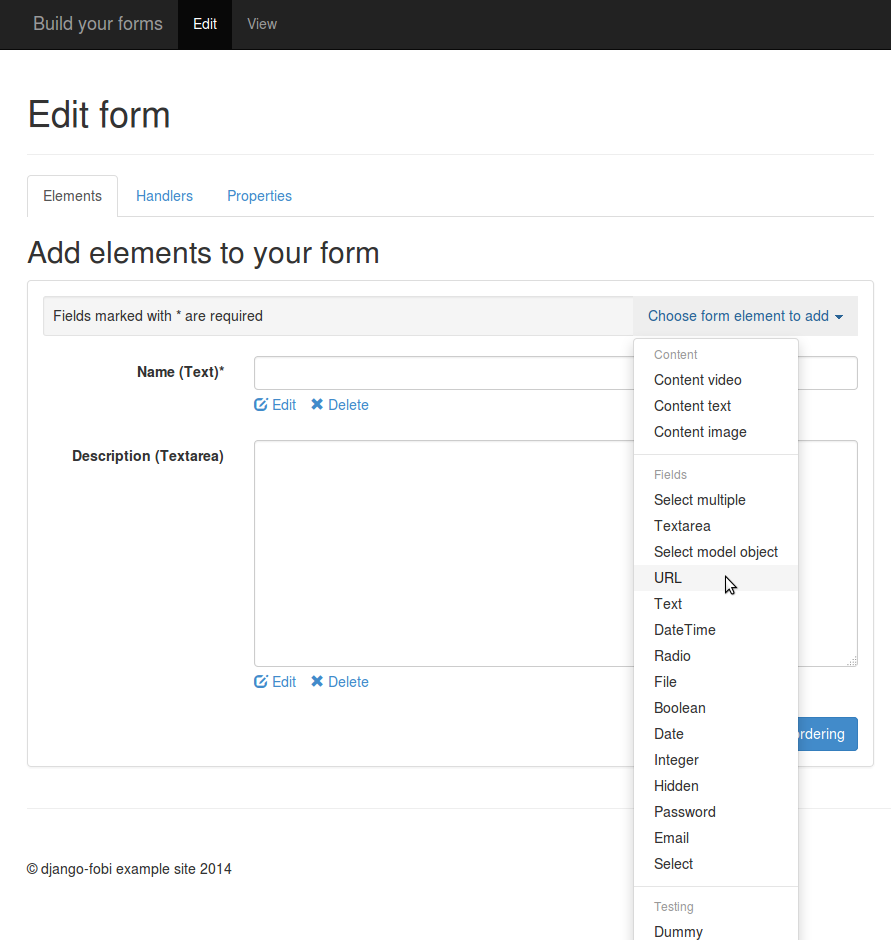 Build your forms Edit View
Edit form
Elements Handlers Properties
Add elements to your form
Fields marked with * are required Choose form element to add
Name (Text)*
Edit Delete
Description (Textarea)
Edit Delete
Content
Content video
Content text
Content image
Fields
Select multiple
Textarea
Select model object
URL
Text
DateTime
Radio
File
Boolean
Date
Integer
Hidden
Password
Email
Select
Testing
Dummy
ordering
© django-fobi example site 2014